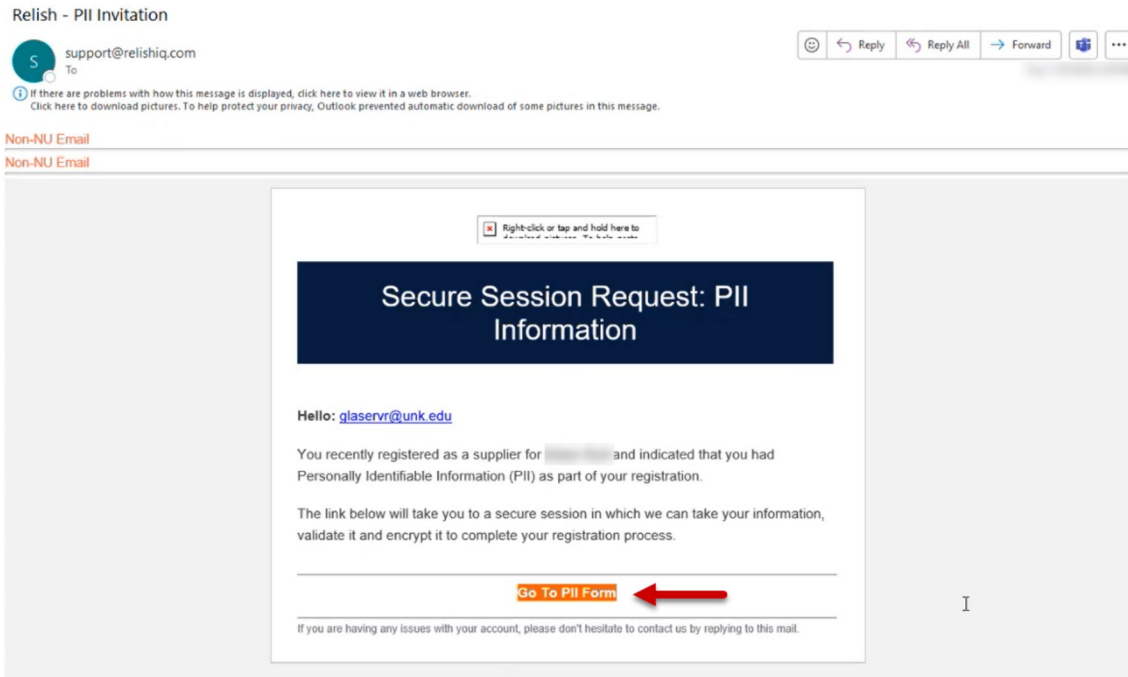 Relish - PII Invitation
S
support@relishiq.com
To
Reply
Reply All
Forward
If there are problems with how this message is displayed, click here to view it in a web browser.
Click here to download pictures. To help protect your privacy, Outlook prevented automatic download of some pictures in this message.
Non-NU Email
Non-NU Email
Right-click or tap and hold here to
Secure Session Request: PII
Information
Hello: glaservr@unk.edu
You recently registered as a supplier for and indicated that you had
Personally Identifiable Information (PII) as part of your registration.
The link below will take you to a secure session in which we can take your information,
validate it and encrypt it to complete your registration process.
Go To PII Form
If you are having any issues with your account, please don't hesitate to contact us by replying to this mail.